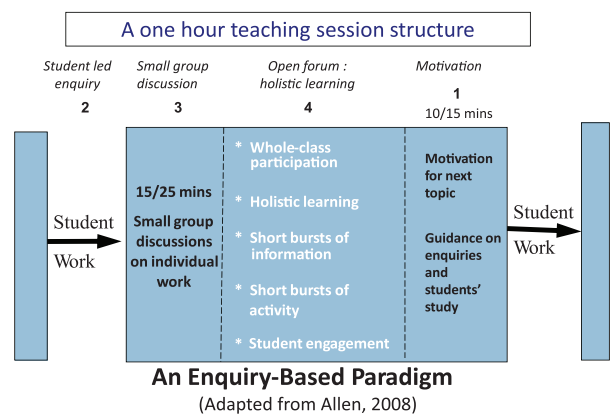 A one hour teaching session structure
Student led
enquiry
2
Small group
discussion
3
Open forum :
holistic learning
4
Motivation
1
10/15 mins
Student
Work
15/25 mins
Small group
discussions
on individual
work
* Whole-class
participation
* Holistic learning
* Short bursts of
information
* Short bursts of
activity
* Student engagement
Motivation
for next
topic
Guidance on
enquiries
and
students’
study
Student
Work
An Enquiry-Based Paradigm
(Adapted from Allen, 2008)